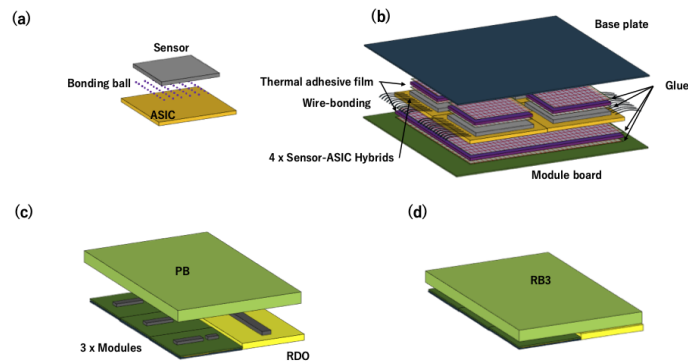 (a)
Sensor
Bonding ball
ASIC
(b)
Base plate
Thermal adhesive film
Wire-bonding
Glue
4 x Sensor-ASIC Hybrids
Module board
(c)
PB
3 x Modules
RDO
(d)
RB3